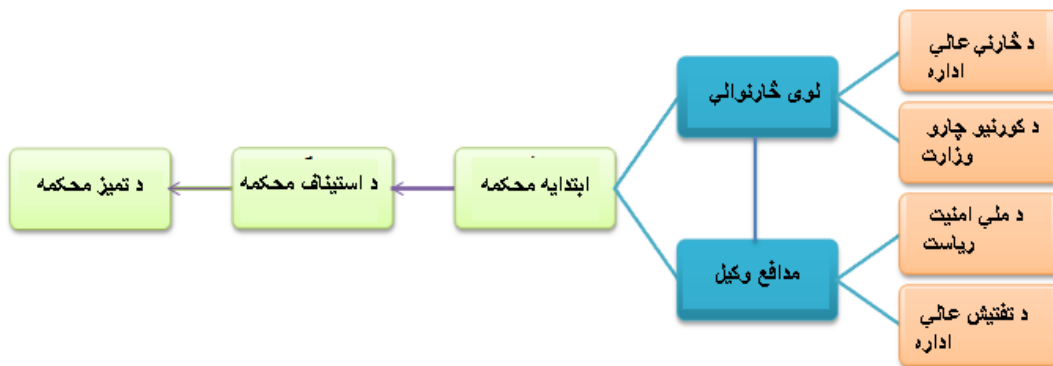 د څارنې عالي
اداره
د کورنیو چارو
وزارت
د ملي امنیت
ریاست
د تفتیش عالي
اداره
لوی څارنوالي
مدافع وکیل
ابتدایه محکمه
د استیناف محکمه
د تمیز محکمه